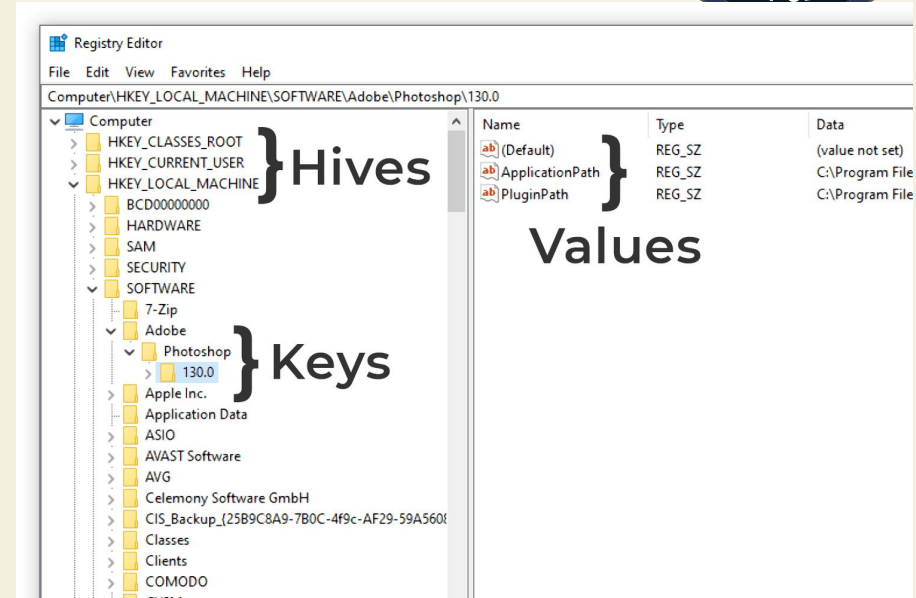 Registry Editor
File Edit View Favorites Help
Computer\HKEY_LOCAL_MACHINE\SOFTWARE\Adobe\Photoshop\130.0
Computer
HKEY_CLASSES_ROOT
HKEY_CURRENT_USER
HKEY_LOCAL_MACHINE
Hives
BCD00000000
HARDWARE
SAM
SECURITY
SOFTWARE
7-Zip
Adobe
Photoshop
130.0
Keys
Apple Inc.
Application Data
ASIO
AVAST Software
AVG
Celemony Software GmbH
CIS_Backup_{25B9C8A9-7B0C-4f9c-AF29-59A5608
Classes
Clients
COMODO
Name Type Data
(Default) REG_SZ (value not set)
ApplicationPath REG_SZ C:\Program File
PluginPath REG_SZ C:\Program File
Values